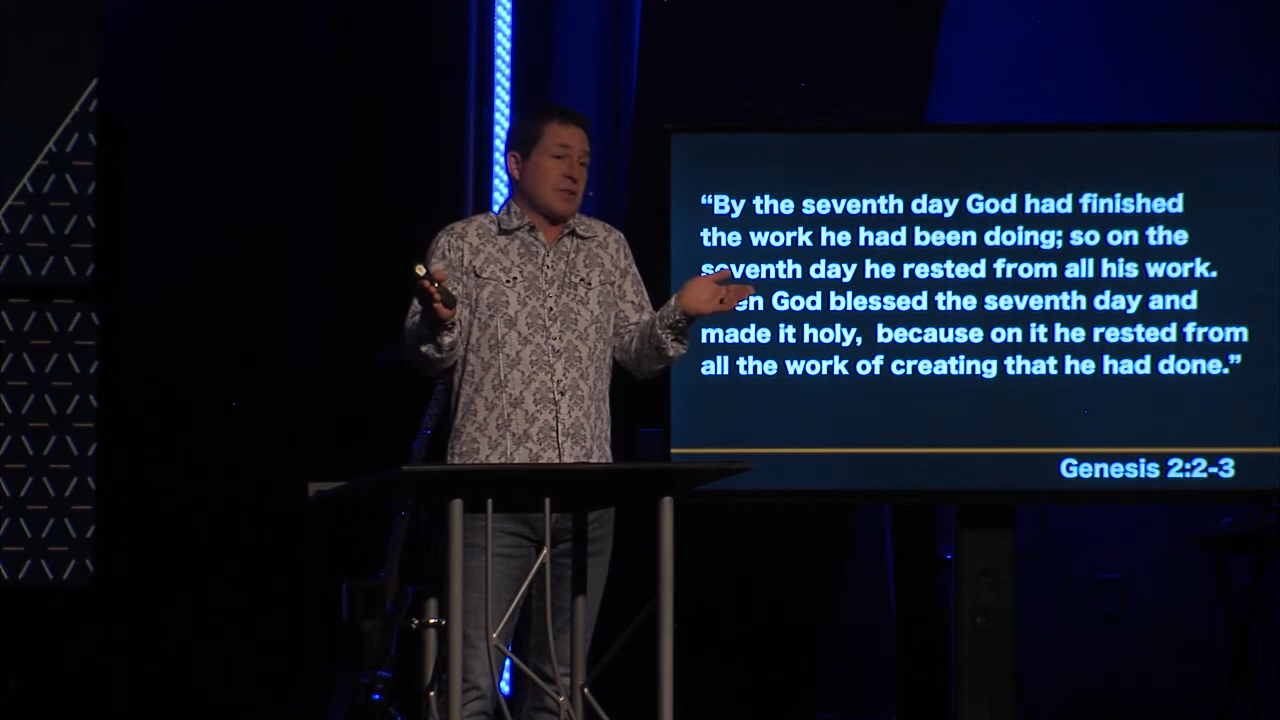 “By the seventh day God had finished
the work he had been doing; so on the
seventh day he rested from all his work.
God blessed the seventh day and
made it holy, because on it he rested from
all the work of creating that he had done.”
Genesis 2:2-3